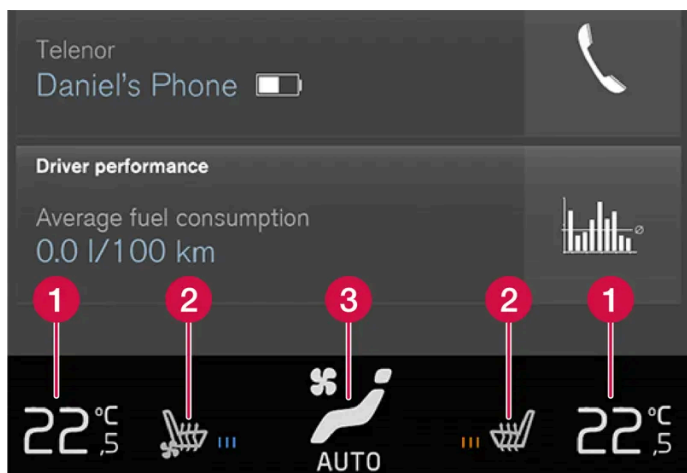 Telenor
Daniel's Phone
Driver performance
Average fuel consumption
0.0 l/100 km
1 2 3 2 1
22,5 °C 22,5 °C
AUTO